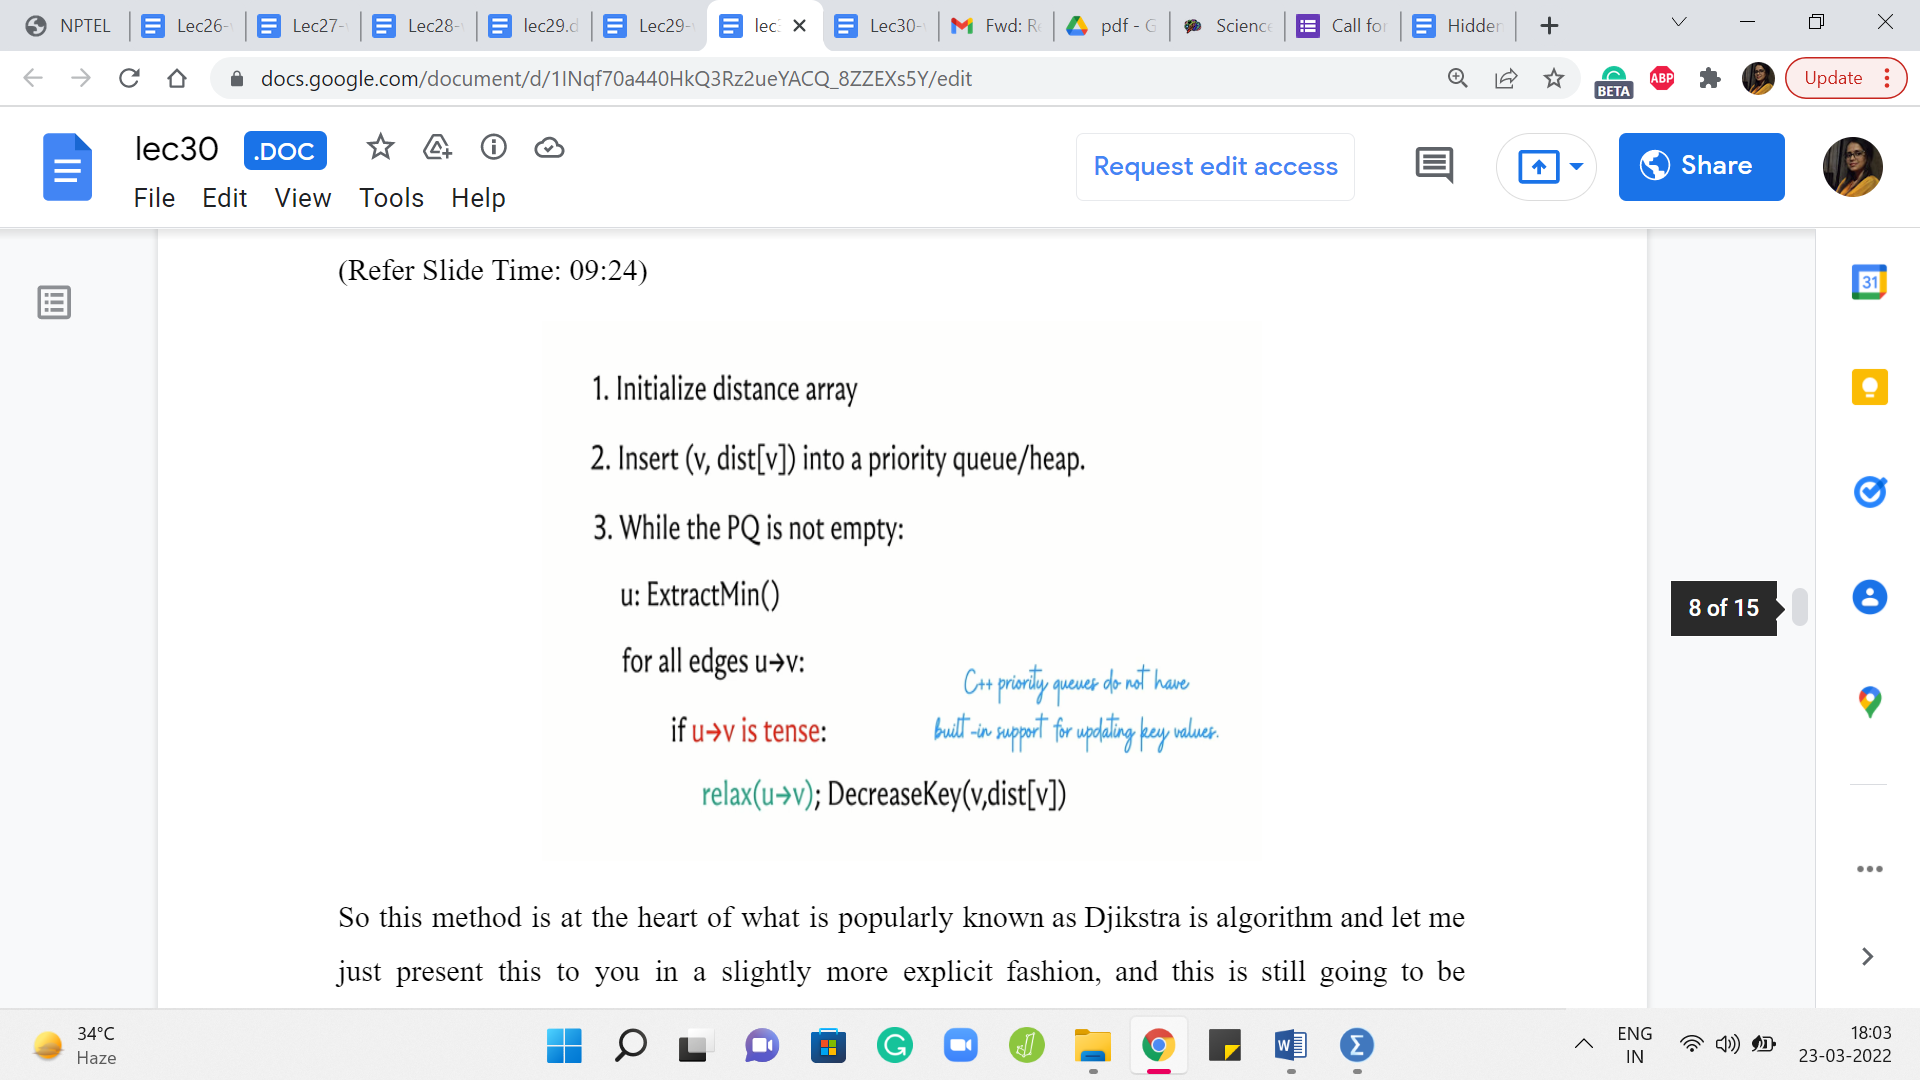 NPTEL
Lec26-
Lec27-
Lec28-
lec29.d
Lec29-
lec
Lec30-
Fwd: R
pdf - G
Science
Call for
Hidden
docs.google.com/document/d/1INqf70a440HkQ3Rz2ueYACQ_8ZZEXs5Y/edit
BETA
ABP
Update
lec30
.DOC
Request edit access
Share
File Edit View Tools Help
(Refer Slide Time: 09:24)
1. Initialize distance array
2. Insert (v, dist[v]) into a priority queue/heap.
3. While the PQ is not empty:
u: ExtractMin()
for all edges u→v:
if u→v is tense:
C++ priority queues do not have
built-in support for updating key values.
relax(u→v); DecreaseKey(v,dist[v])
8 of 15
31
So this method is at the heart of what is popularly known as Djikstra is algorithm and let me
just present this to you in a slightly more explicit fashion, and this is still going to be
34°C
Haze
ENG
IN
18:03
23-03-2022